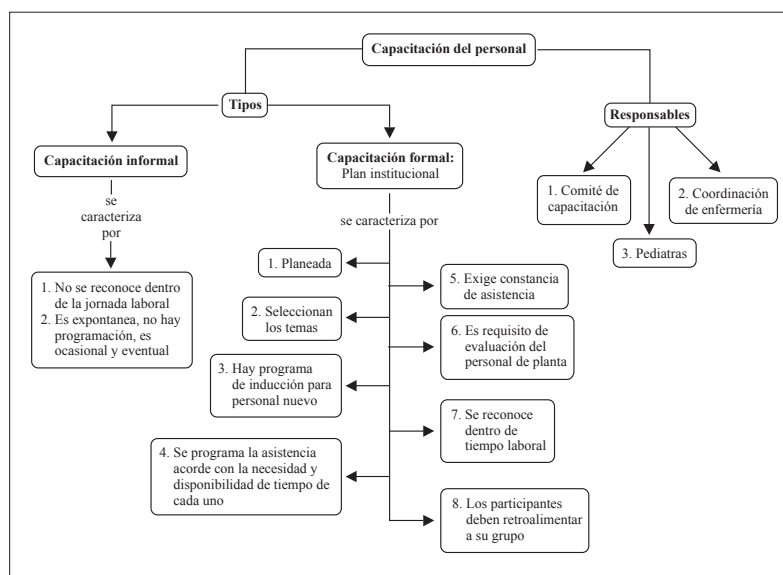 Capacitación del personal
Tipos
Responsables
Capacitación informal
se
caracteriza
por
1. No se reconoce dentro
de la jornada laboral
2. Es expontanea, no hay
programación, es
ocasional y eventual
Capacitación formal:
Plan institucional
se caracteriza por
1. Planeada
2. Seleccionan
los temas
3. Hay programa
de inducción para
personal nuevo
4. Se programa la asistencia
acorde con la necesidad y
disponibilidad de tiempo de
cada uno
5. Exige constancia
de asistencia
6. Es requisito de
evaluación del
personal de planta
7. Se reconoce
dentro de
tiempo laboral
8. Los participantes
deben retroalimentar
a su grupo
1. Comité de
capacitación
2. Coordinación
de enfermería
3. Pediatras